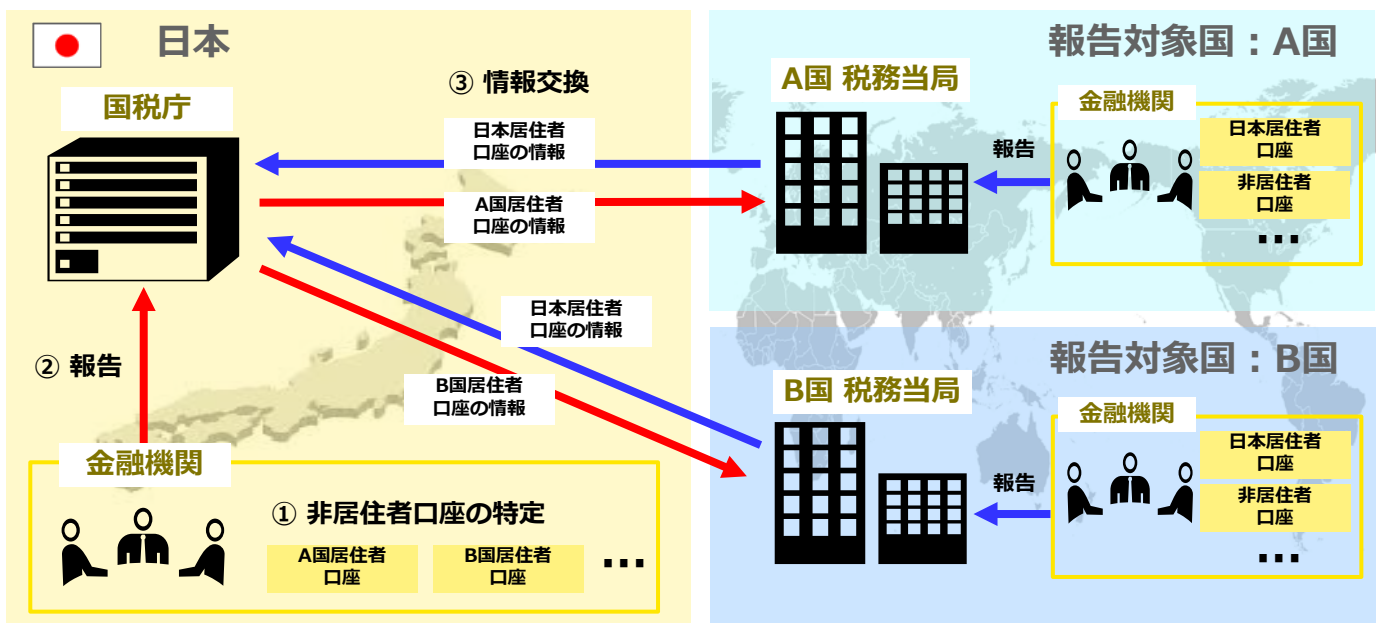 日本
国税庁
③ 情報交換
日本居住者
口座の情報
A国居住者
口座の情報
日本居住者
口座の情報
B国居住者
口座の情報
② 報告
金融機関
① 非居住者口座の特定
A国居住者
口座
B国居住者
口座
…
報告対象国：A国
A国 税務当局
報告
金融機関
日本居住者
口座
非居住者
口座
…
報告対象国：B国
B国 税務当局
報告
金融機関
日本居住者
口座
非居住者
口座
…